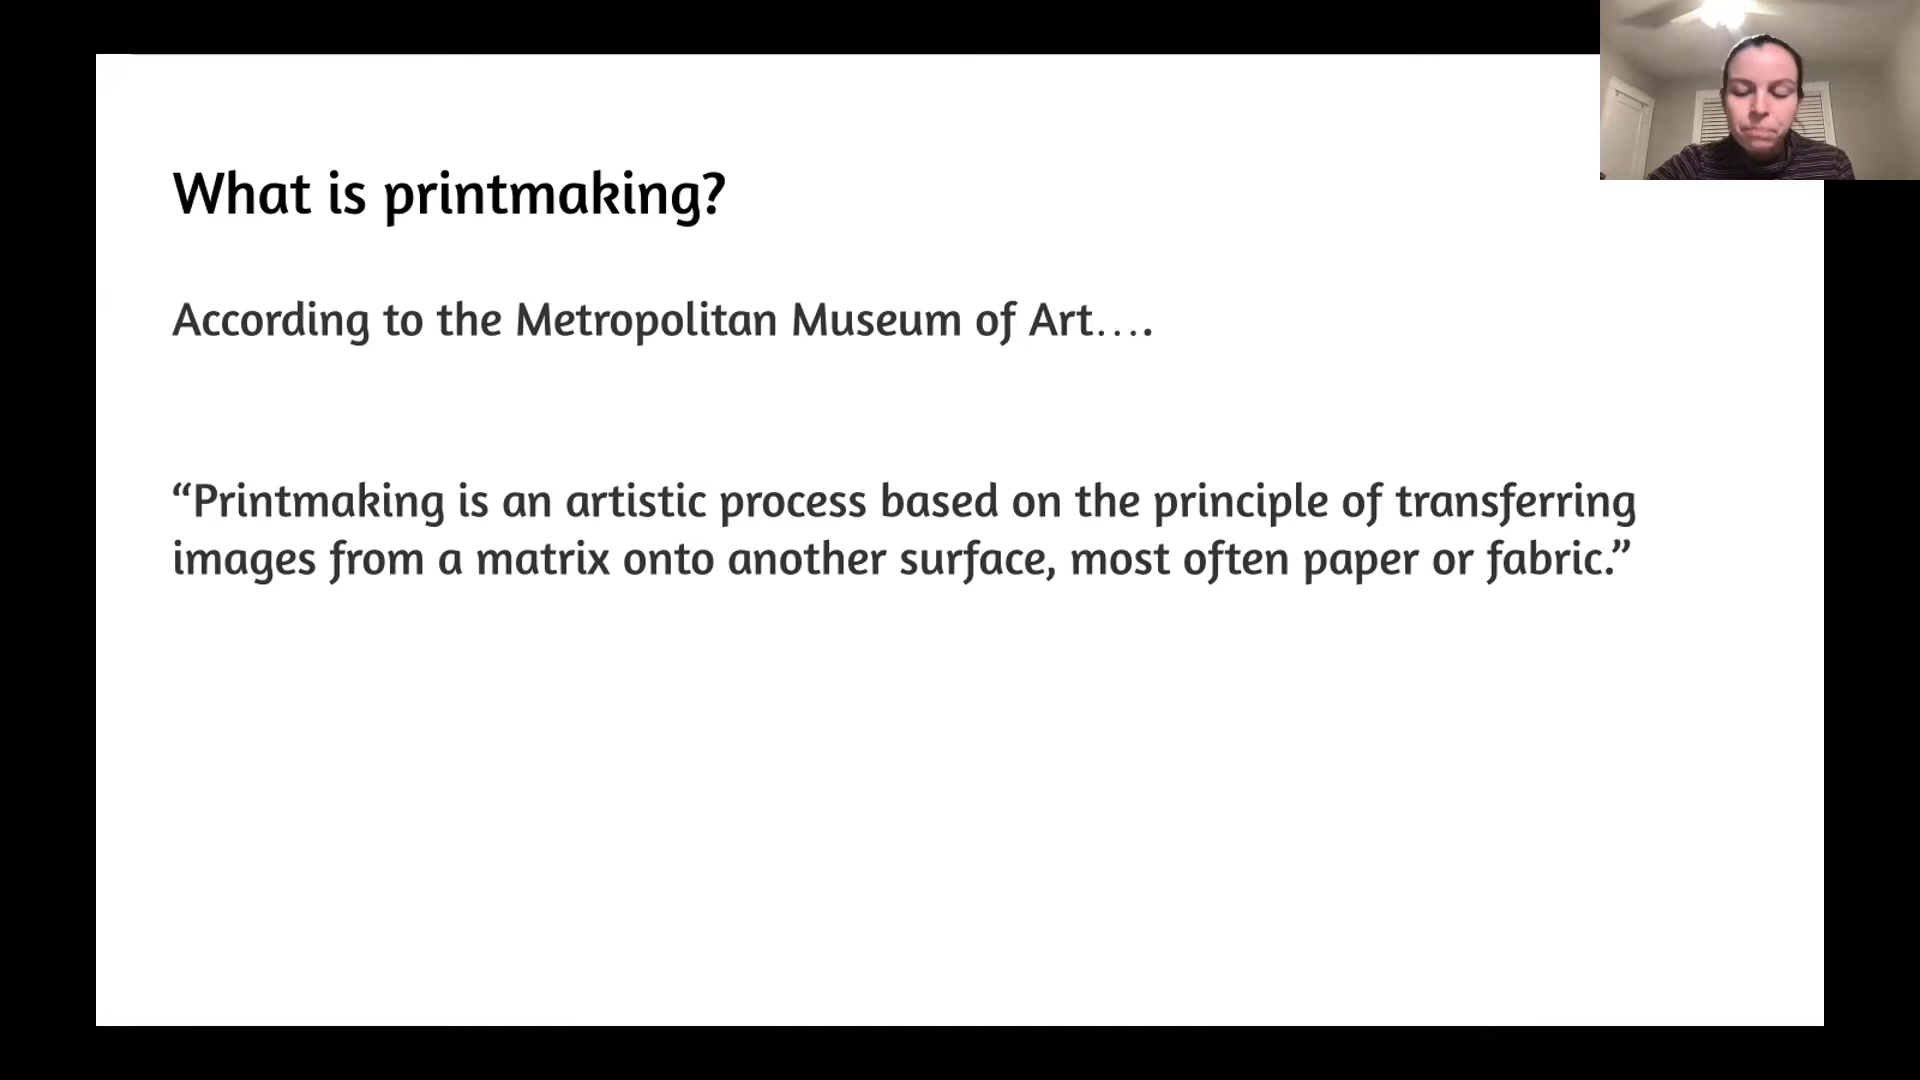 What is printmaking?
According to the Metropolitan Museum of Art….
“Printmaking is an artistic process based on the principle of transferring
images from a matrix onto another surface, most often paper or fabric.”